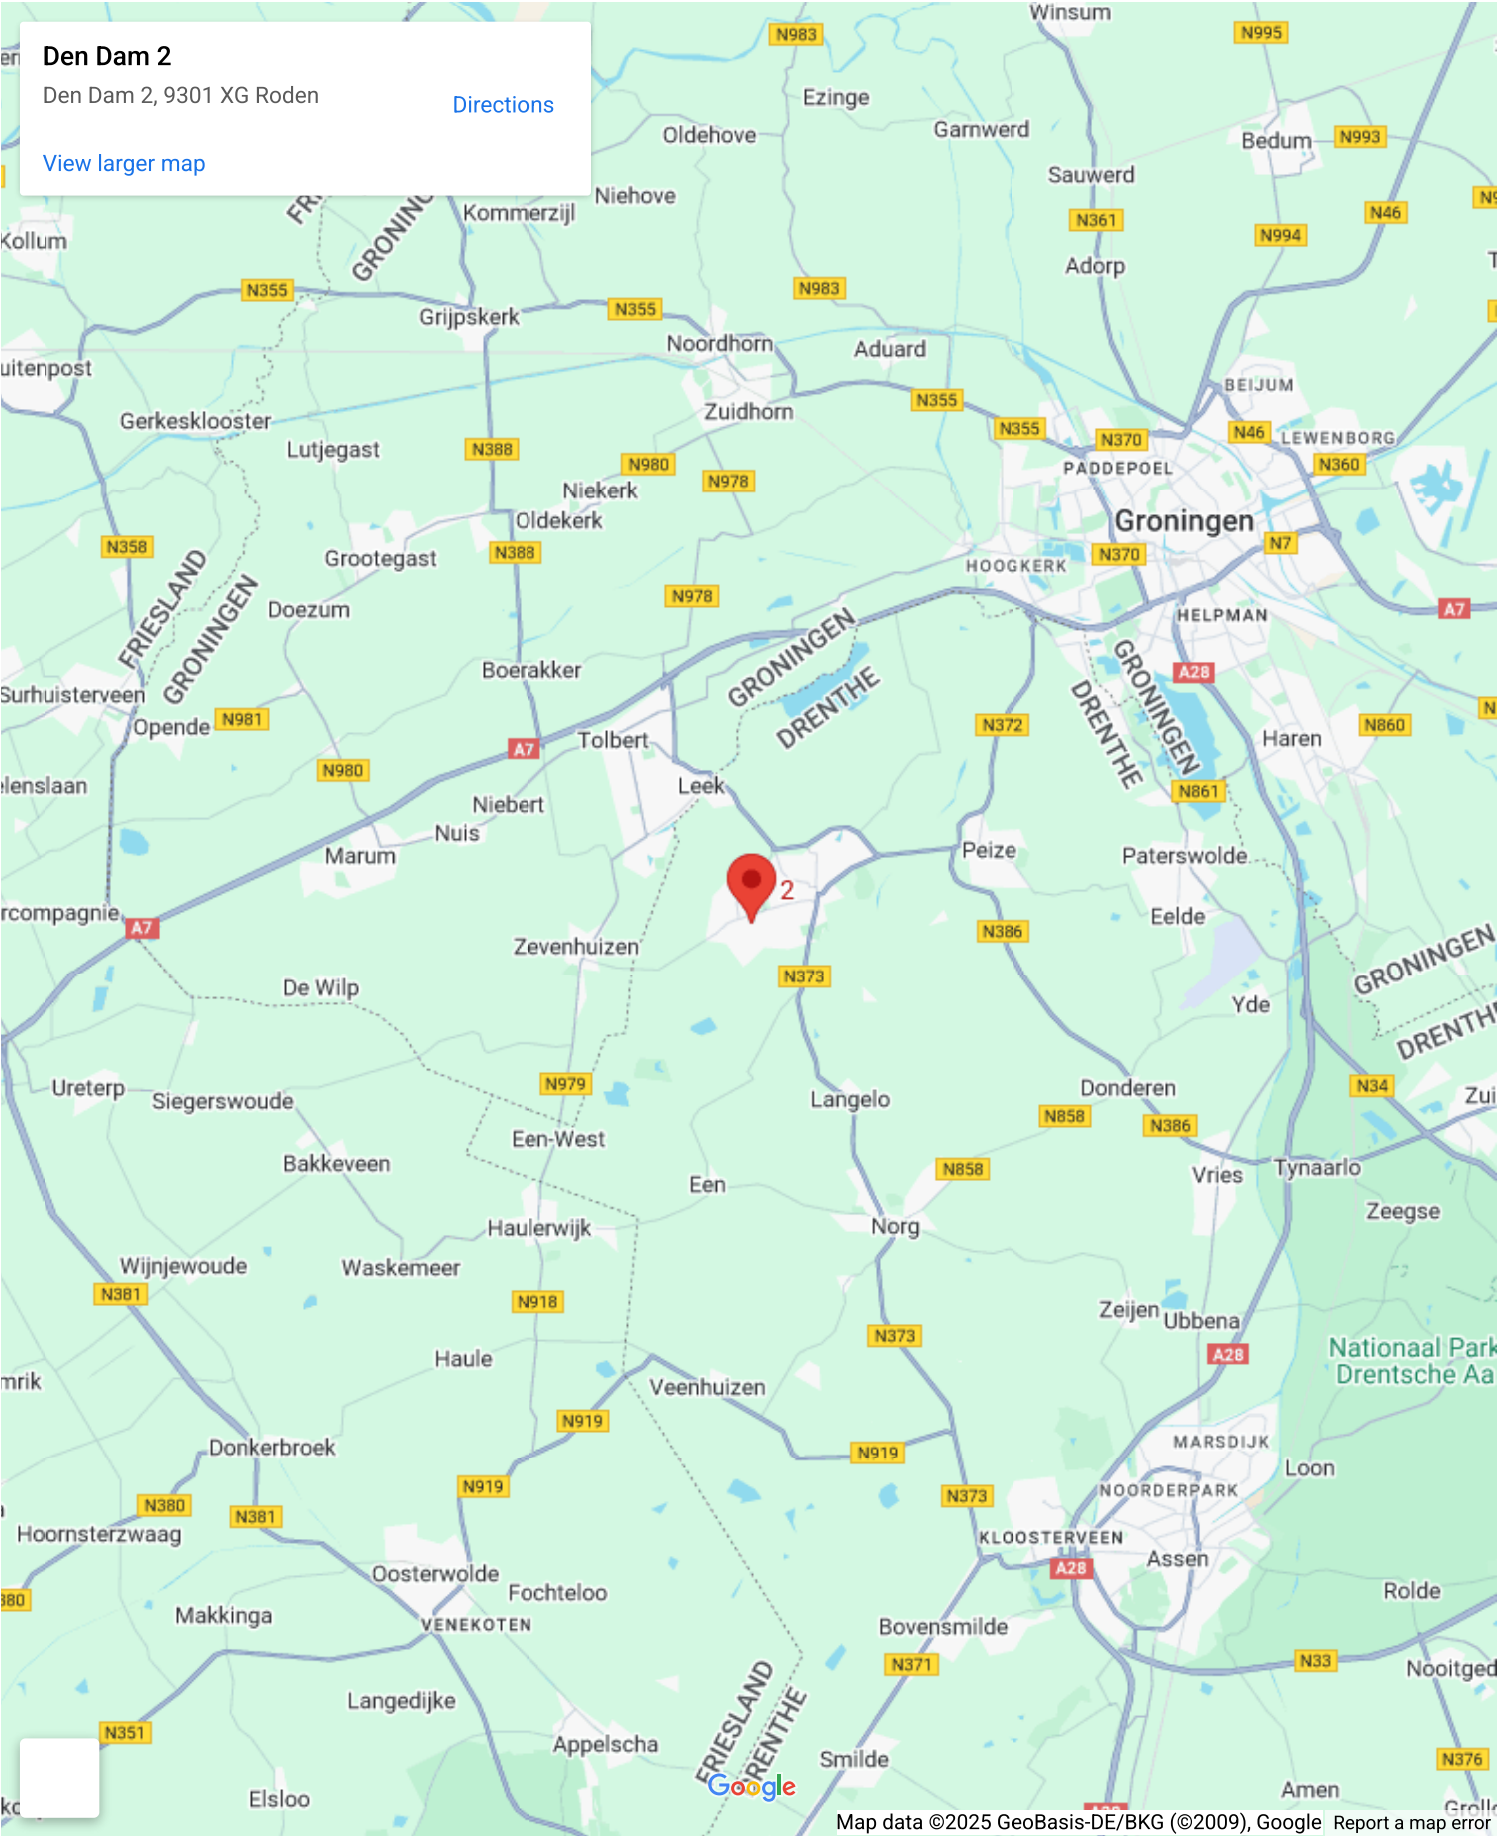 Den Dam 2
Den Dam 2, 9301 XG Roden
Directions
View larger map
Winsum
N983
N995
Ezinge
Oldehove
Garnwerd
Bedum
N993
Sauwerd
Niehove
Kommerzijl
N46
N361
GRONING
Kollum
N994
Adorp
N355
N983
N355
Grijpskerk
Noordhorn
Aduard
uitenpost
BEIJUM
N355
Zuidhorn
Gerkesklooster
N355
N370
N46
LEWENBORG
Lutjegast
N388
N980
N360
PADDEPOEL
N978
Niekerk
Oldekerk
Groningen
N358
N388
Grootegast
N370
N7
HOOGKERK
FRIESLAND
GRONINGEN
Doezum
N978
A7
HELPMAN
GRONINGEN
DRENTHE
Boerakker
A28
GRONINGEN
DRENTHE
Surhuisterveen
Opende
N981
N372
N860
Tolbert
A7
Haren
N980
elenslaan
Leek
N861
Niebert
Nuis
Marum
Peize
Paterswolde
2
rcompagnie
A7
Eelde
N386
Zevenhuizen
GRONINGEN
DRENTHE
N373
De Wilp
Yde
Ureterp
N979
Siegerswoude
Langelo
Donderen
N34
Zui
N858
N386
Een-West
Bakkeveen
N858
Vries
Tynaarlo
Een
Zeegse
Haulerwijk
Norg
Wijnjewoude
Waskemeer
N381
N918
Zeijen
Ubbena
N373
Nationaal Park
Drentsche Aa
A28
Haule
mrik
Veenhuizen
N919
Donkerbroek
N919
MARSDIJK
Loon
N919
NOORDERPARK
N380
N381
N373
Hoornsterzwaag
KLOOSTERVEEN
Assen
A28
Oosterwolde
Fochteloo
Rolde
380
Makkinga
VENEKOTEN
Bovensmilde
N371
N33
Nooitged
FRIESLAND
DRENTHE
Langedijke
N351
Appelscha
Smilde
N376
Google
Elsloo
Amen
Grollo
Map data ©2025 GeoBasis-DE/BKG (©2009), Google
Report a map error